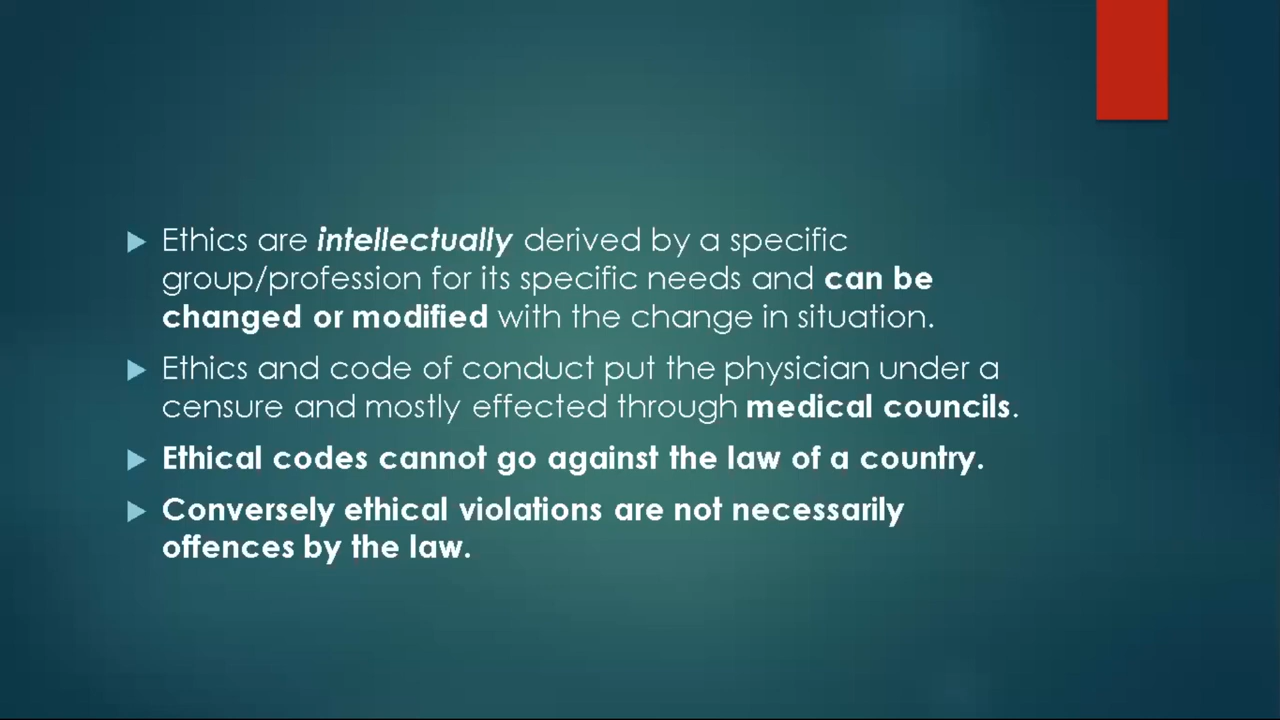 Ethics are intellectually derived by a specific
group/profession for its specific needs and can be
changed or modified with the change in situation.
Ethics and code of conduct put the physician under a
censure and mostly effected through medical councils.
Ethical codes cannot go against the law of a country.
Conversely ethical violations are not necessarily
offences by the law.